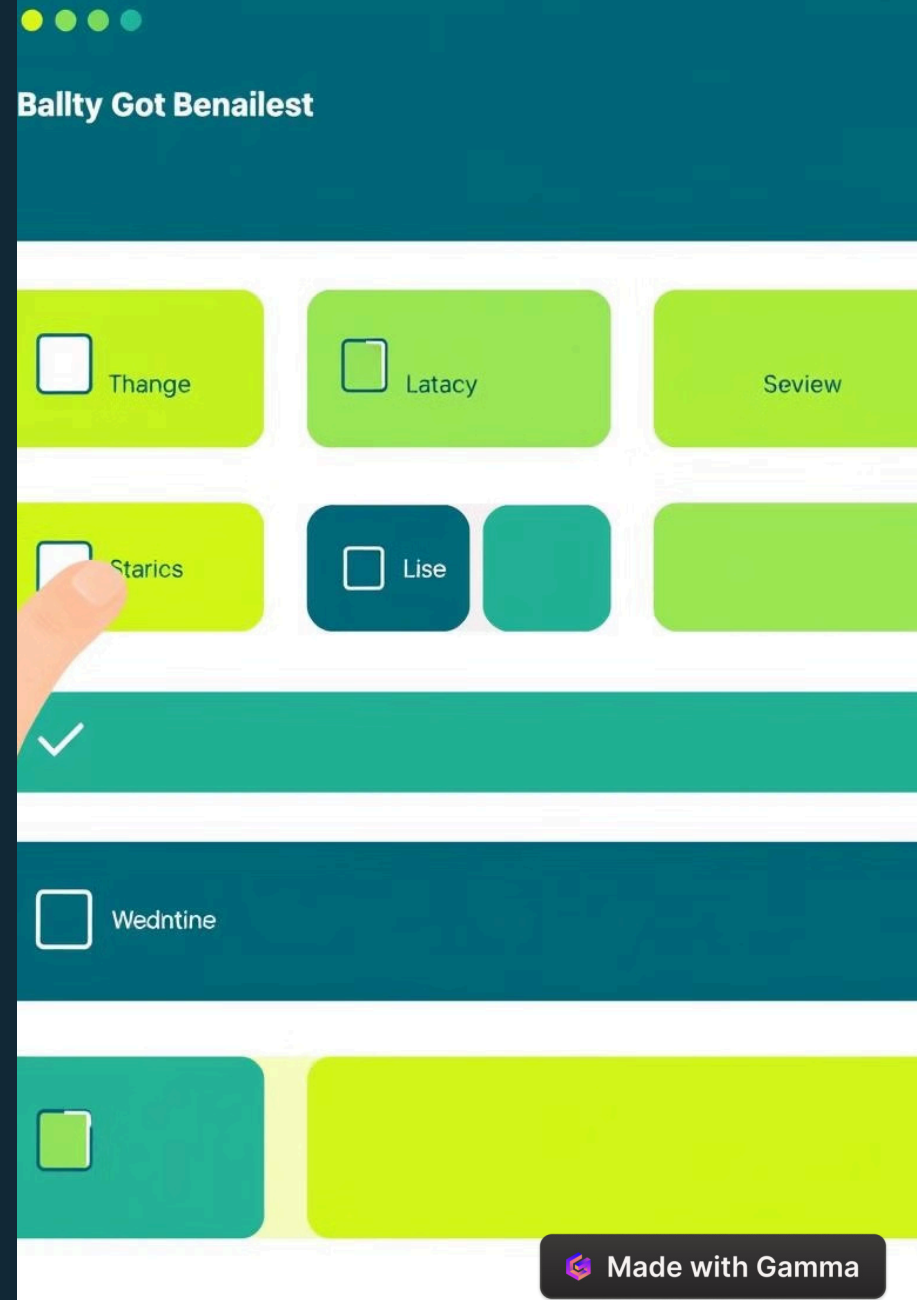 Ballty Got Benailest
Thange
Latacy
Seview
Starics
Lise
Wedntine
Made with Gamma